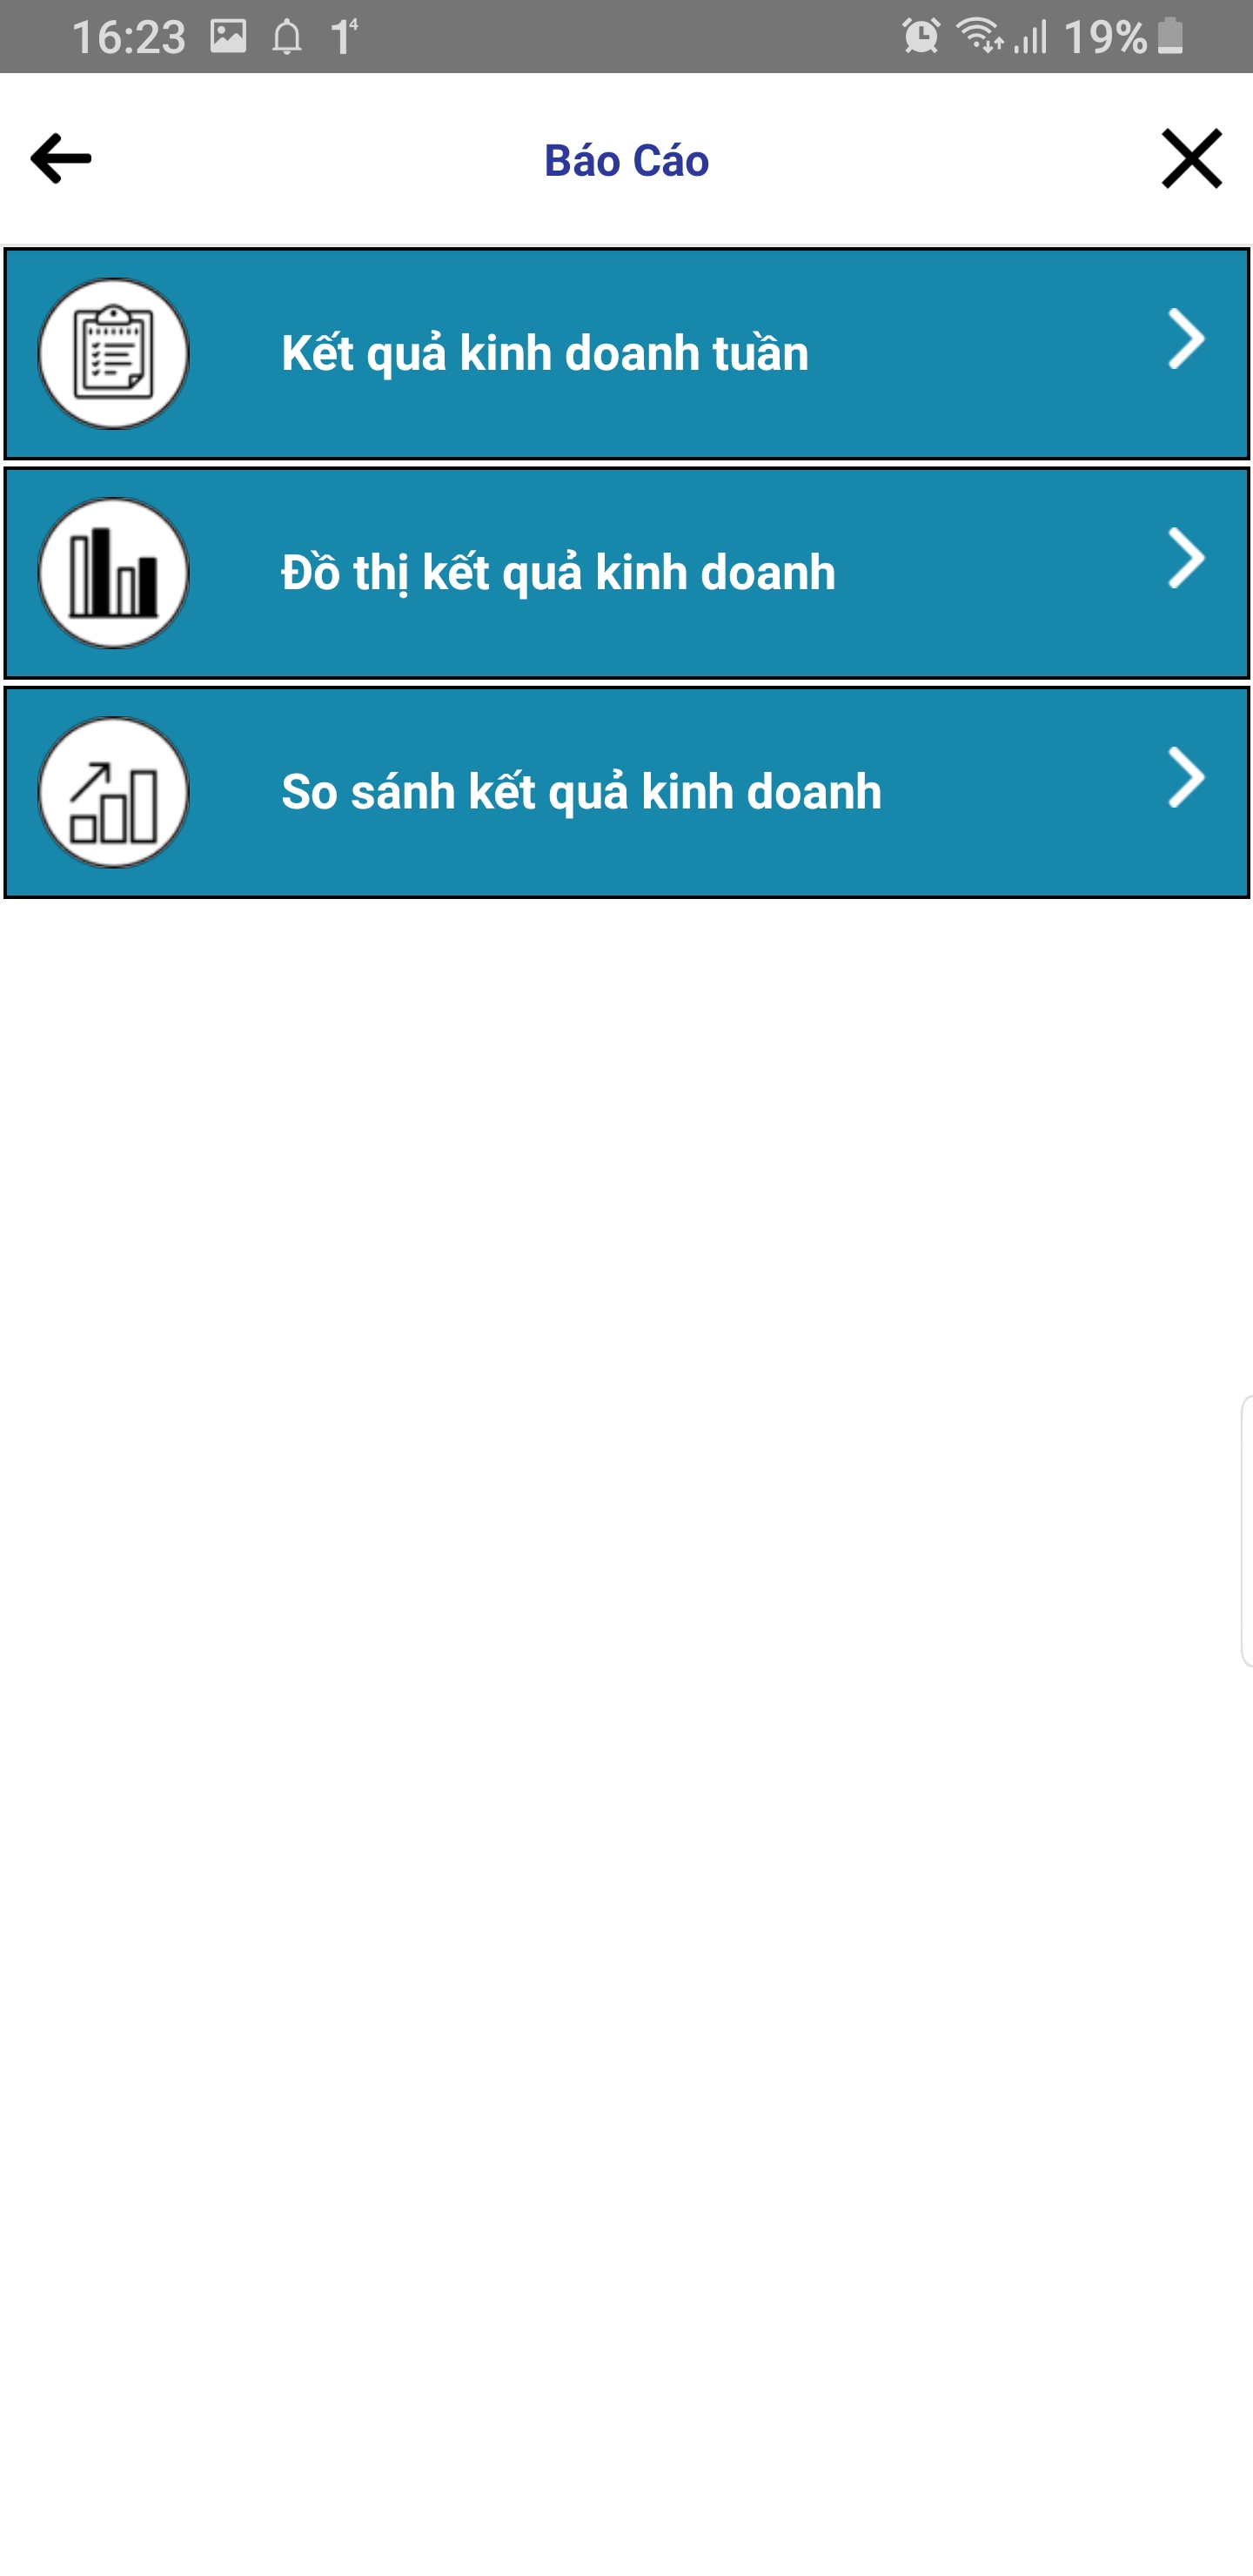 16:23 1⁴ 19%
Báo Cáo
Kết quả kinh doanh tuần
Đồ thị kết quả kinh doanh
So sánh kết quả kinh doanh